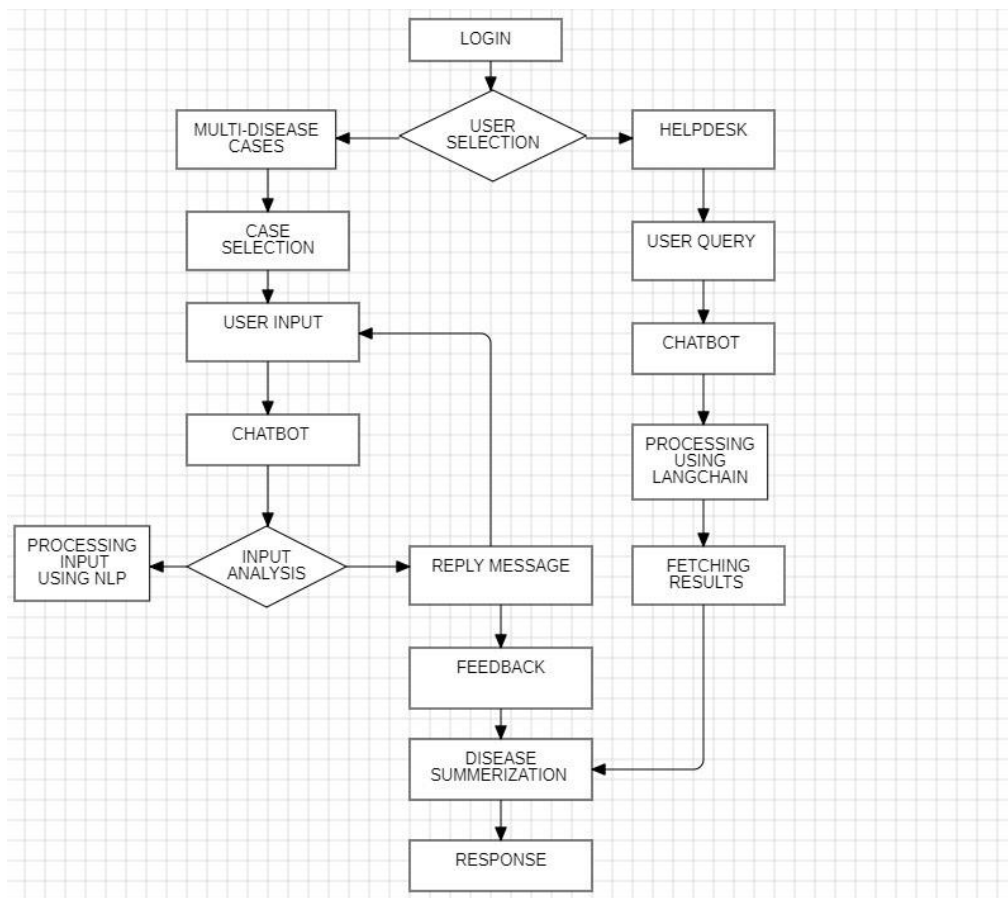 LOGIN
USER
SELECTION
MULTI-DISEASE
CASES
HELPDESK
CASE
SELECTION
USER QUERY
USER INPUT
CHATBOT
CHATBOT
PROCESSING
USING
LANGCHAIN
PROCESSING
INPUT
USING NLP
INPUT
ANALYSIS
REPLY MESSAGE
FETCHING
RESULTS
FEEDBACK
DISEASE
SUMMERIZATION
RESPONSE